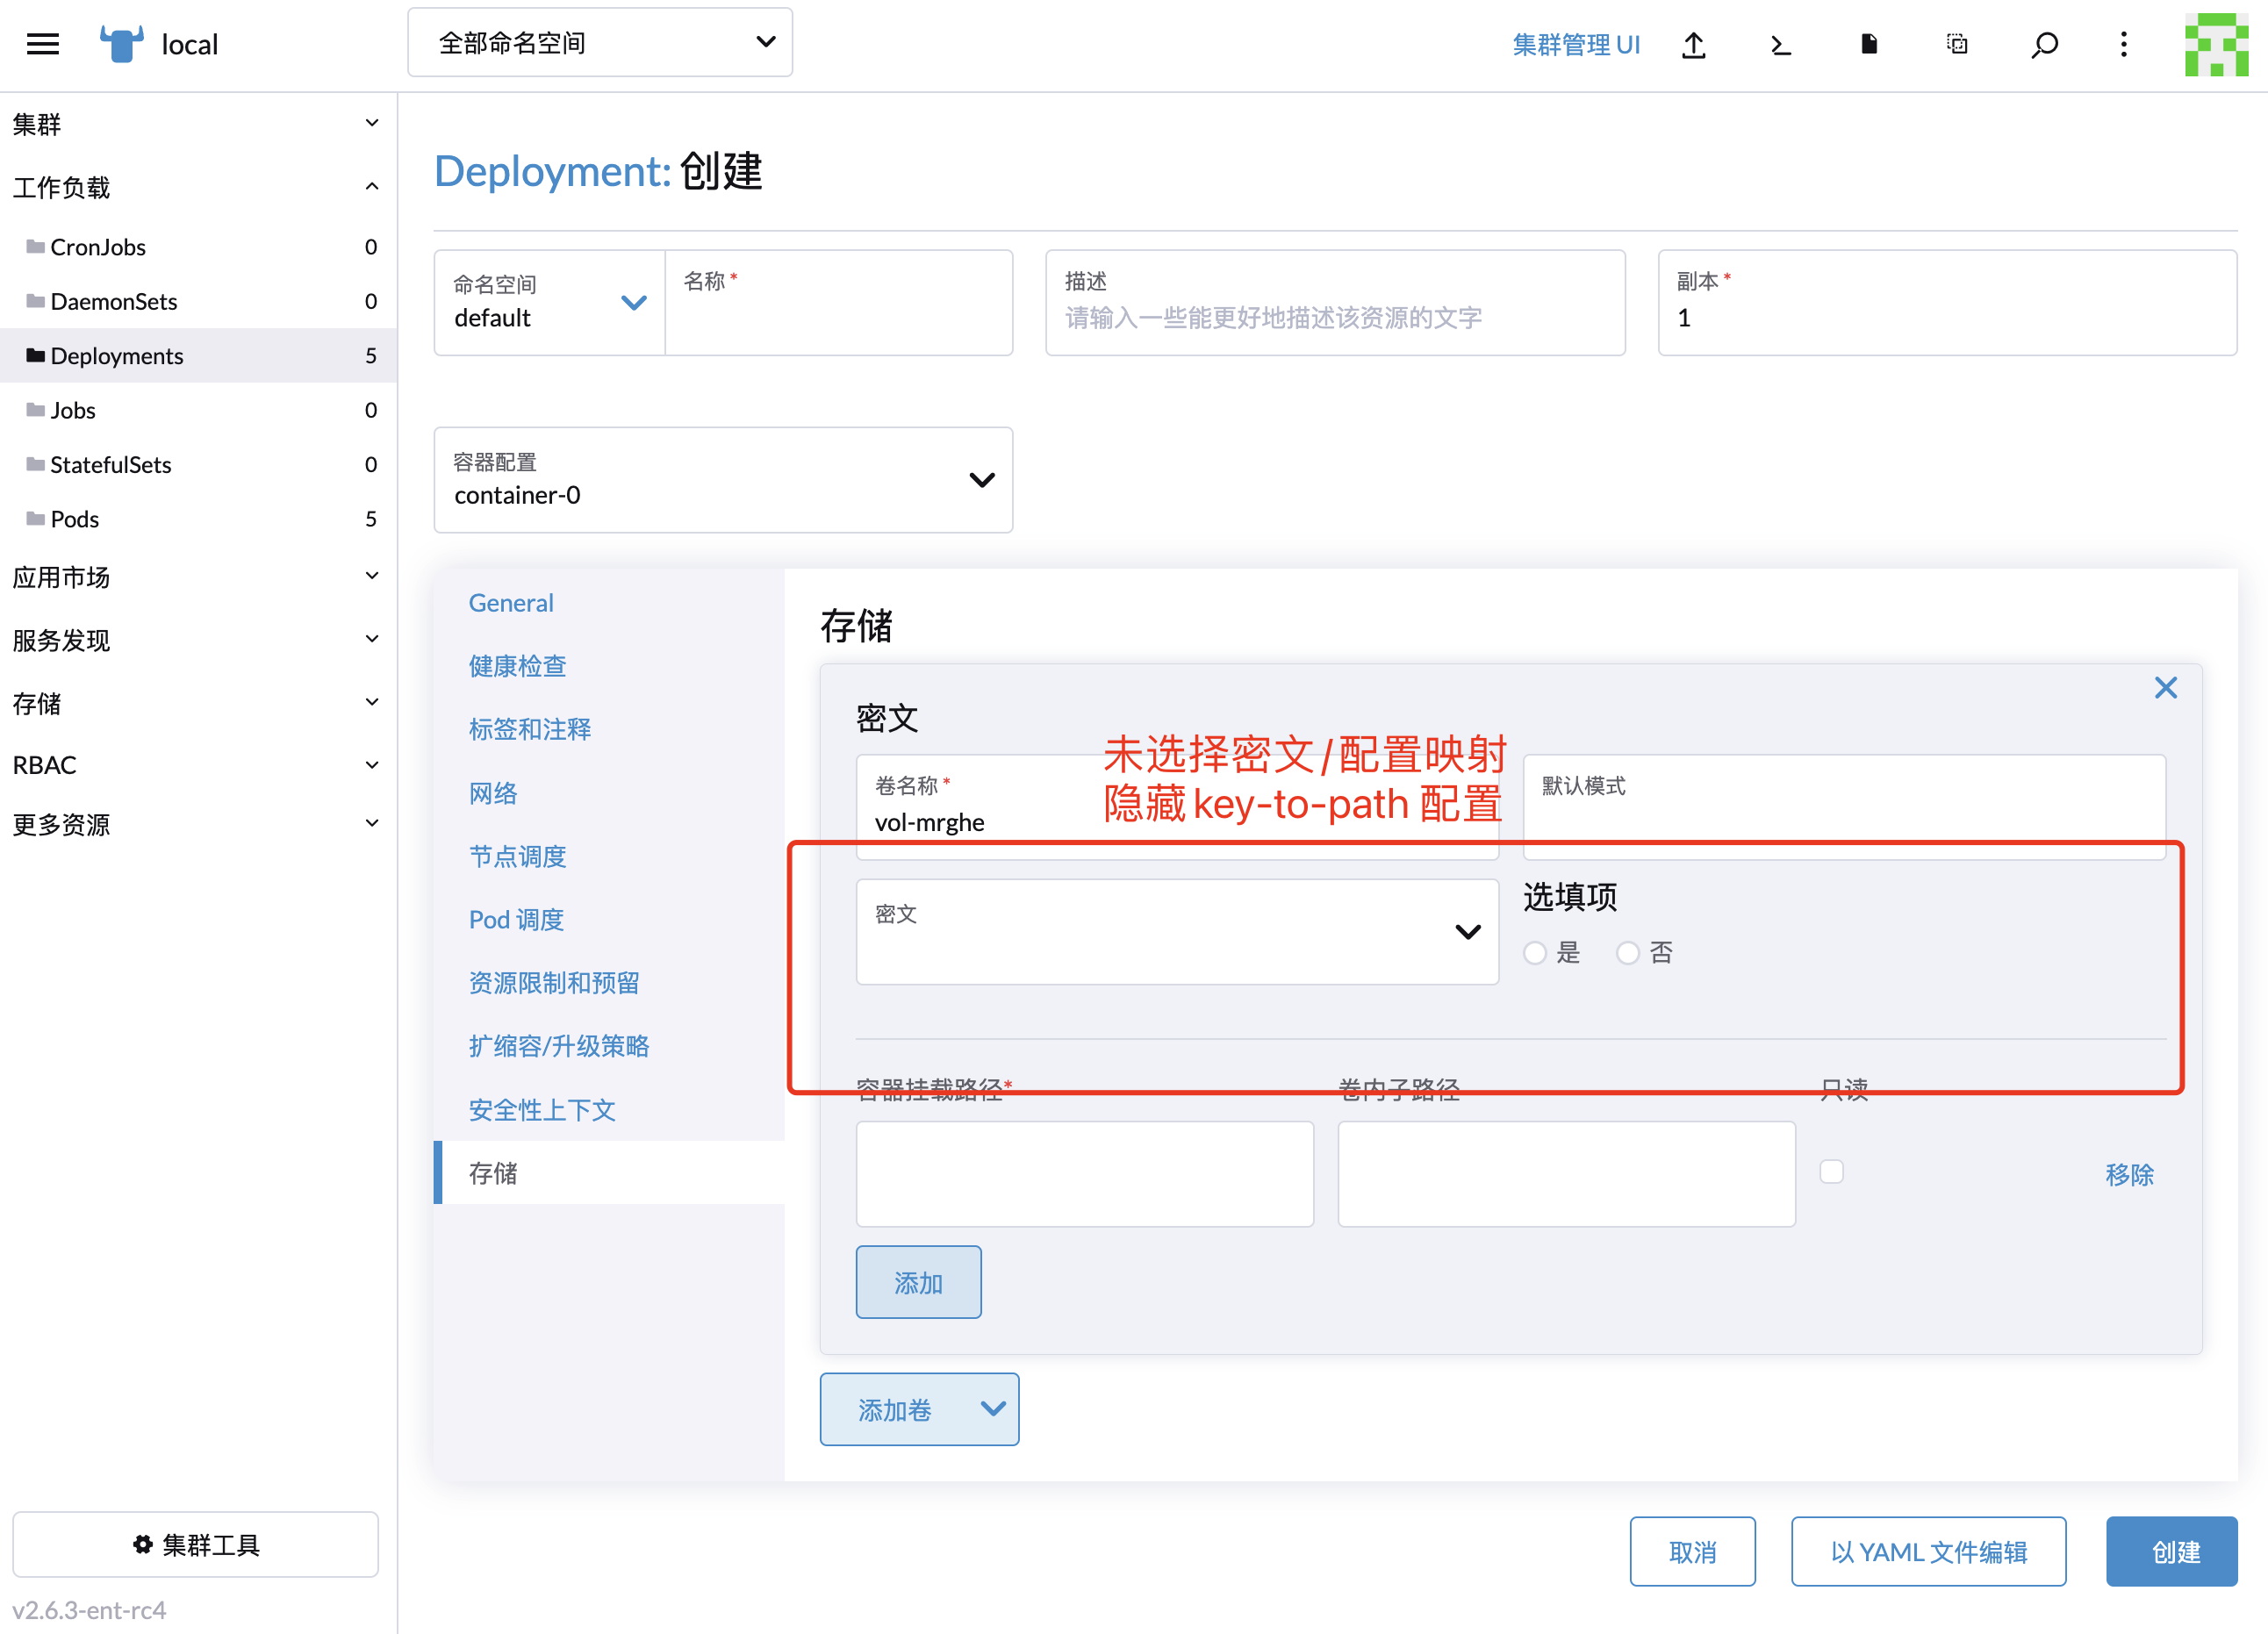 local
全部命名空间
集群管理 UI
集群
工作负载
CronJobs 0
DaemonSets 0
Deployments 5
Jobs 0
StatefulSets 0
Pods 5
应用市场
服务发现
存储
RBAC
更多资源
集群工具
v2.6.3-ent-rc4
Deployment: 创建
命名空间
default
名称 *
描述
请输入一些能更好地描述该资源的文字
副本 *
1
容器配置
container-0
General
健康检查
标签和注释
网络
节点调度
Pod 调度
资源限制和预留
扩缩容/升级策略
安全性上下文
存储
存储
密文
未选择密文/配置映射
隐藏 key-to-path 配置
卷名称 *
vol-mrghe
默认模式
密文
选填项
是 否
容器挂载路径* 卷内子路径 只读
移除
添加
添加卷
取消
以 YAML 文件编辑
创建